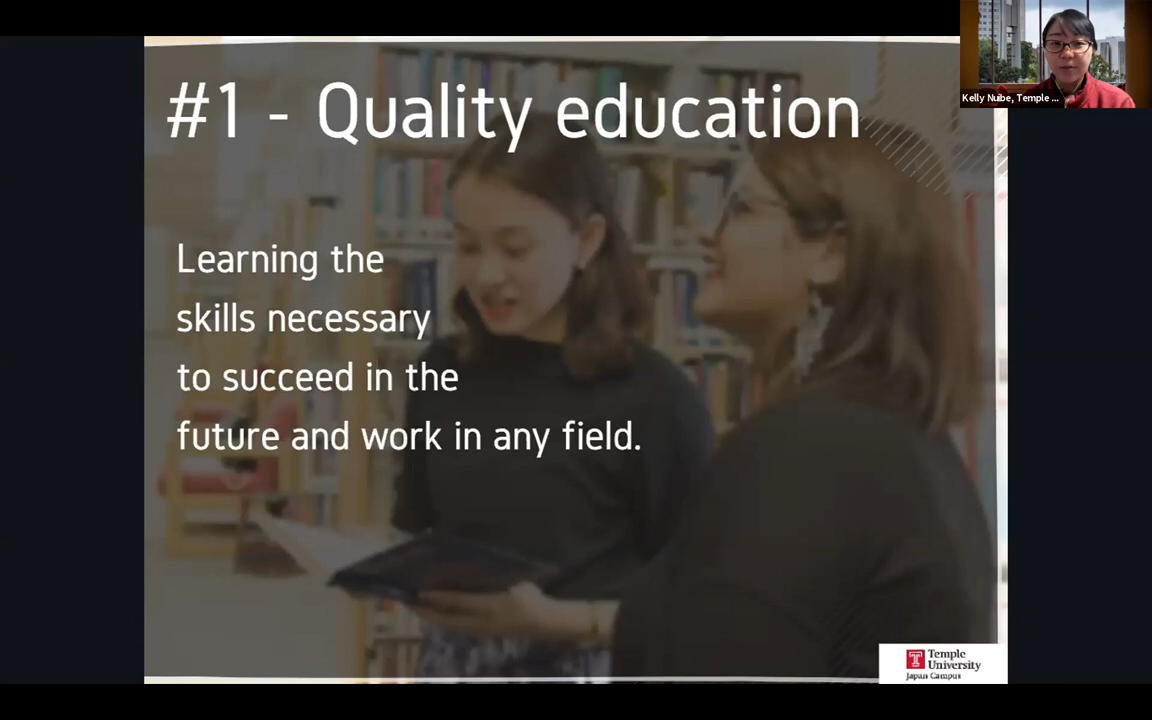 #1 - Quality education
Kelly Nuibe, Temple ...
Learning the
skills necessary
to succeed in the
future and work in any field.
Temple
University
Japan Campus